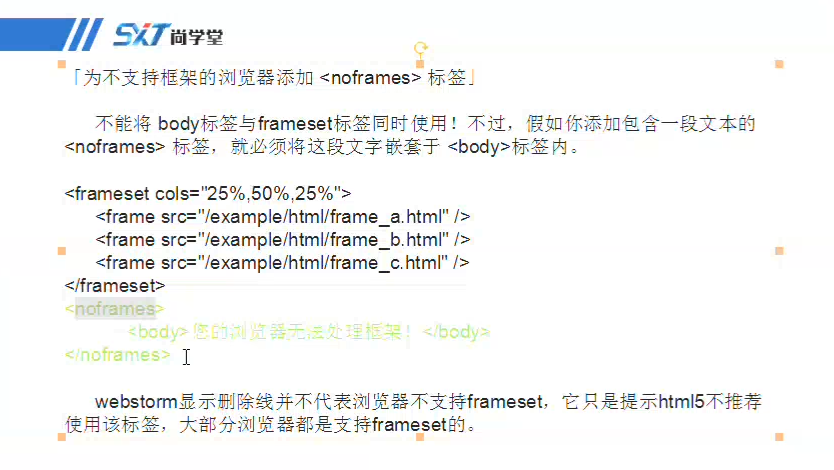 SXT尚学堂
「为不支持框架的浏览器添加 <noframes> 标签」
不能将 body标签与frameset标签同时使用！不过，假如你添加包含一段文本的
<noframes> 标签，就必须将这段文字嵌套于 <body>标签内。
<frameset cols="25%,50%,25%">
<frame src="/example/html/frame_a.html" />
<frame src="/example/html/frame_b.html" />
<frame src="/example/html/frame_c.html" />
</frameset>
<noframes>
<body>您的浏览器无法处理框架！</body>
</noframes>
webstorm显示删除线并不代表浏览器不支持frameset，它只是提示html5不推荐
使用该标签，大部分浏览器都是支持frameset的。